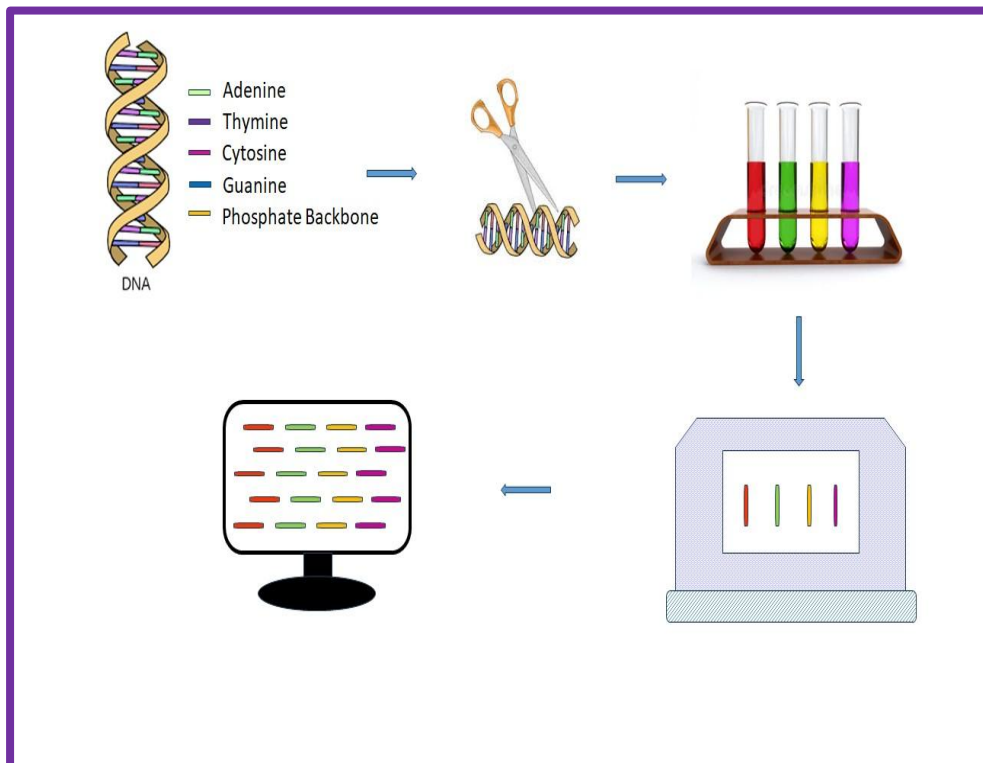 Adenine
Thymine
Cytosine
Guanine
Phosphate Backbone
DNA